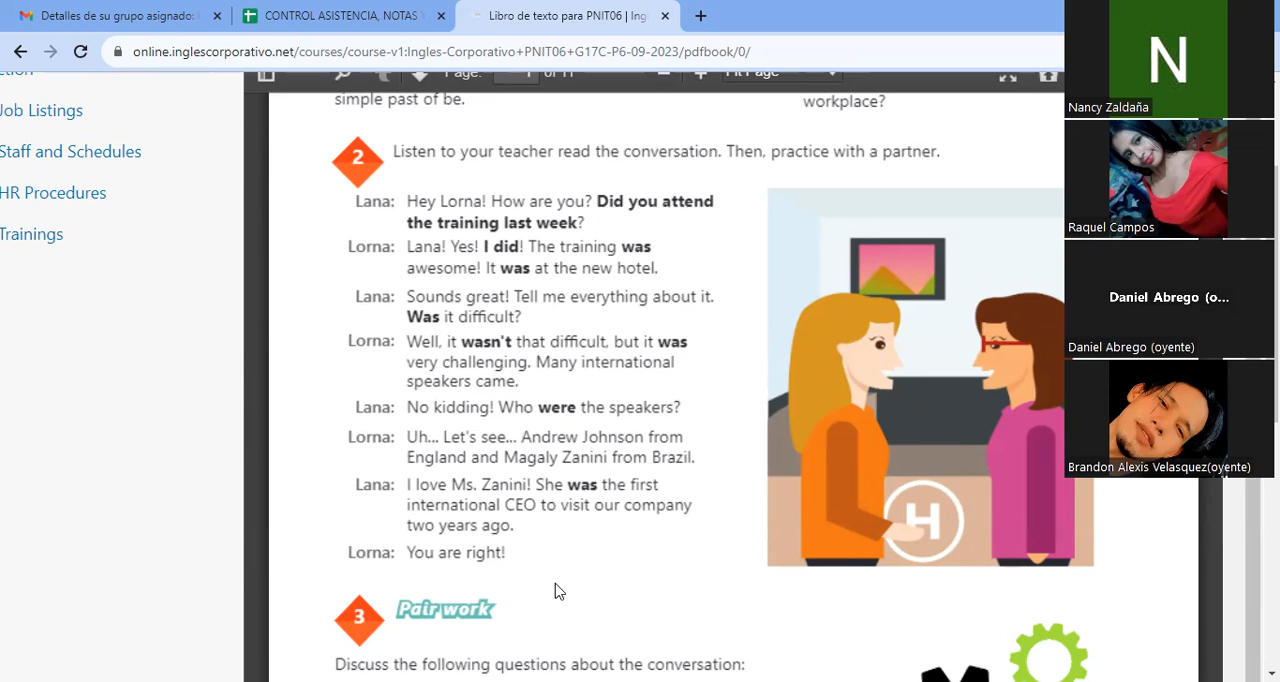 Detalles de su grupo asignado:
CONTROL ASISTENCIA, NOTAS Y
Libro de texto para PNIT06 | Ing
online.inglescorporativo.net/courses/course-v1:Ingles-Corporativo+PNIT06+G17C-P6-09-2023/pdfbook/0/
Job Listings
Staff and Schedules
HR Procedures
Trainings
simple past of be.
workplace?
2
Listen to your teacher read the conversation. Then, practice with a partner.
Lana: Hey Lorna! How are you? Did you attend
the training last week?
Lorna: Lana! Yes! I did! The training was
awesome! It was at the new hotel.
Lana: Sounds great! Tell me everything about it.
Was it difficult?
Lorna: Well, it wasn't that difficult, but it was
very challenging. Many international
speakers came.
Lana: No kidding! Who were the speakers?
Lorna: Uh... Let's see... Andrew Johnson from
England and Magaly Zanini from Brazil.
Lana: I love Ms. Zanini! She was the first
international CEO to visit our company
two years ago.
Lorna: You are right!
H
3
Pair work
Discuss the following questions about the conversation:
N
Nancy Zaldaña
Raquel Campos
Daniel Abrego (o...
Daniel Abrego (oyente)
Brandon Alexis Velasquez(oyente)